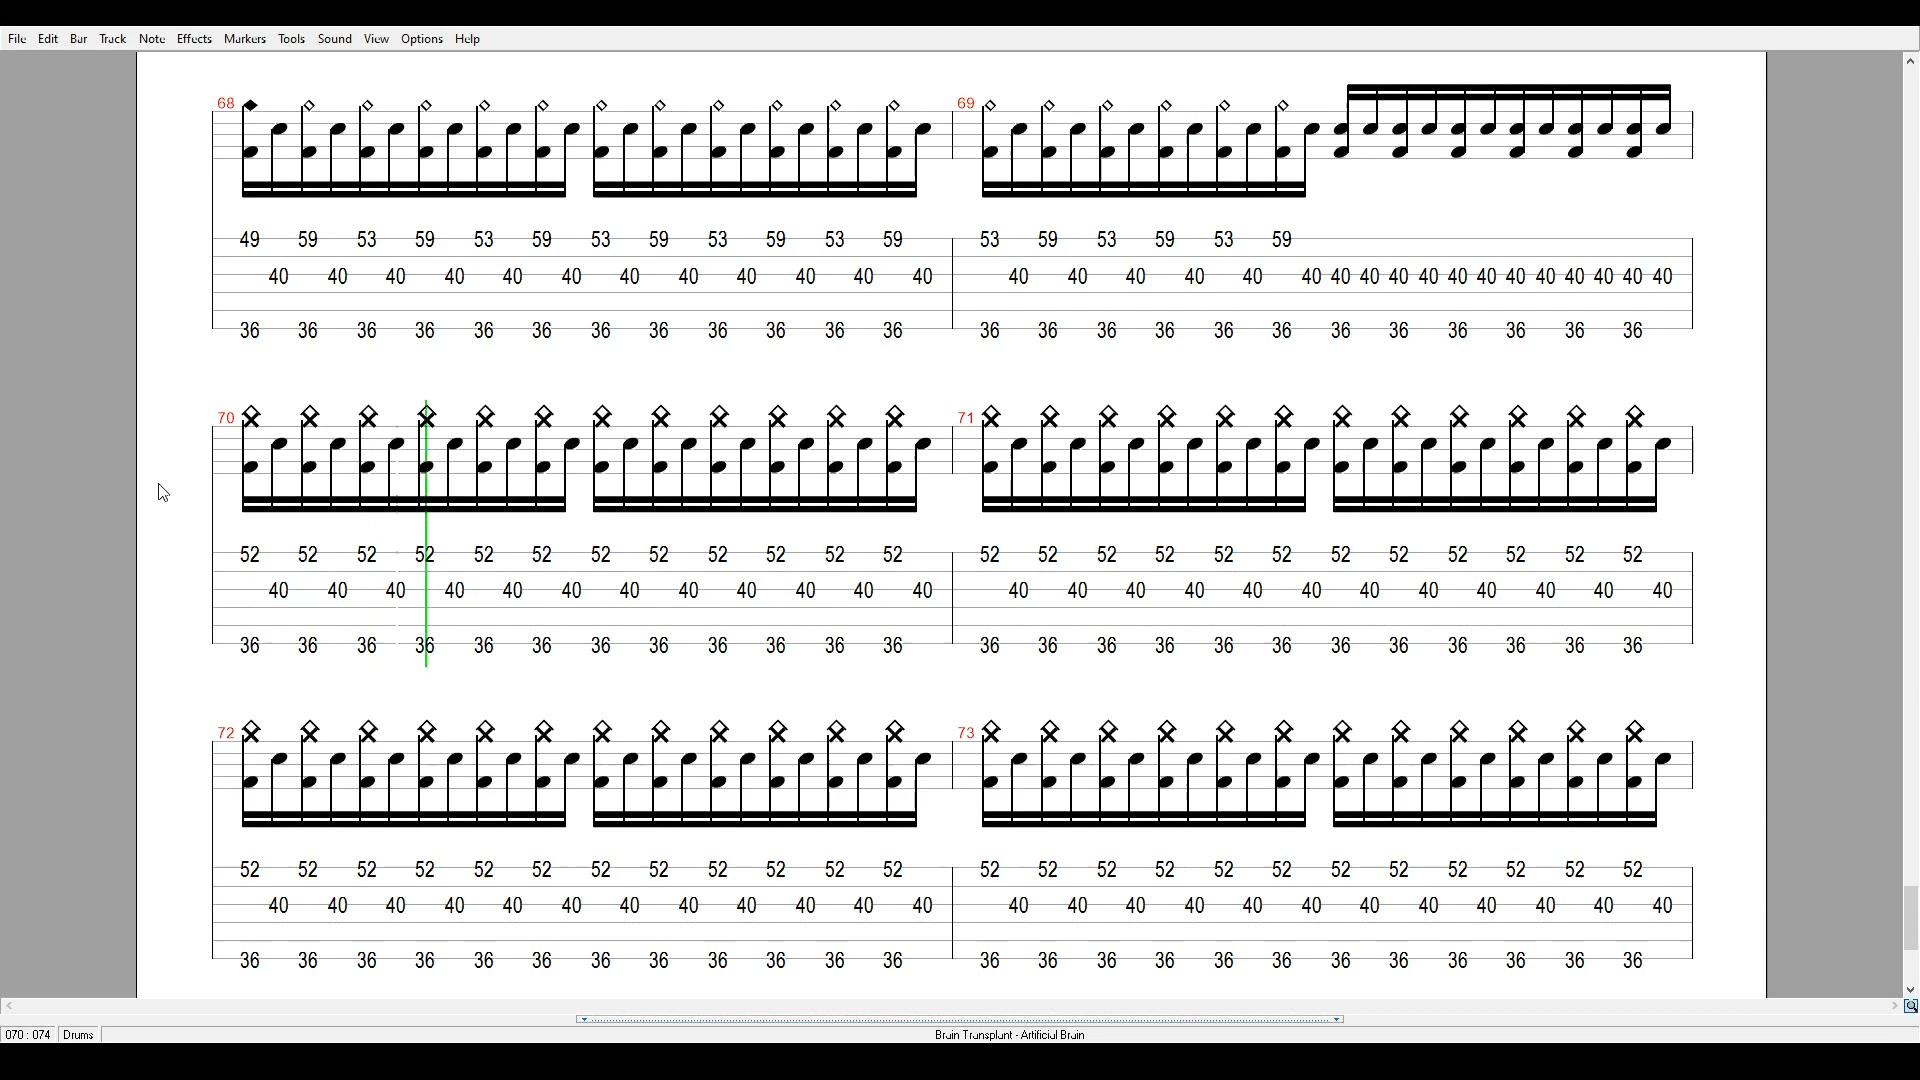 File Edit Bar Track Note Effects Markers Tools Sound View Options Help
68 69
49 59 53 59 53 59 53 59 53 59 53 59 53 59 53 59 53 59
40 40 40 40 40 40 40 40 40 40 40 40 40 40 40 40 40 40 40 40 40 40 40 40 40 40 40 40 40 40
36 36 36 36 36 36 36 36 36 36 36 36 36 36 36 36 36 36 36 36 36 36 36 36
70 71
52 52 52 52 52 52 52 52 52 52 52 52 52 52 52 52 52 52 52 52 52 52 52 52
40 40 40 40 40 40 40 40 40 40 40 40 40 40 40 40 40 40 40 40 40 40 40 40
36 36 36 36 36 36 36 36 36 36 36 36 36 36 36 36 36 36 36 36 36 36 36 36
72 73
52 52 52 52 52 52 52 52 52 52 52 52 52 52 52 52 52 52 52 52 52 52 52 52
40 40 40 40 40 40 40 40 40 40 40 40 40 40 40 40 40 40 40 40 40 40 40 40
36 36 36 36 36 36 36 36 36 36 36 36 36 36 36 36 36 36 36 36 36 36 36 36
070 : 074 Drums Brain Transplant - Artificial Brain